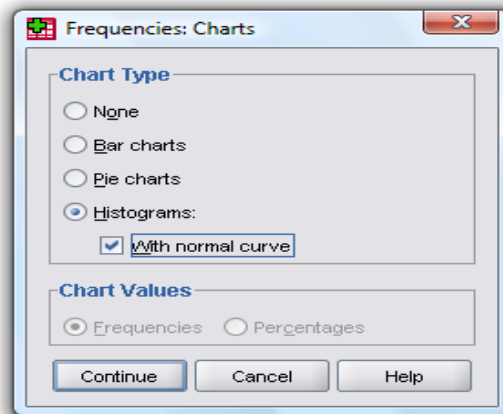 Frequencies: Charts
Chart Type
None
Bar charts
Pie charts
Histograms:
With normal curve
Chart Values
Frequencies Percentages
Continue Cancel Help